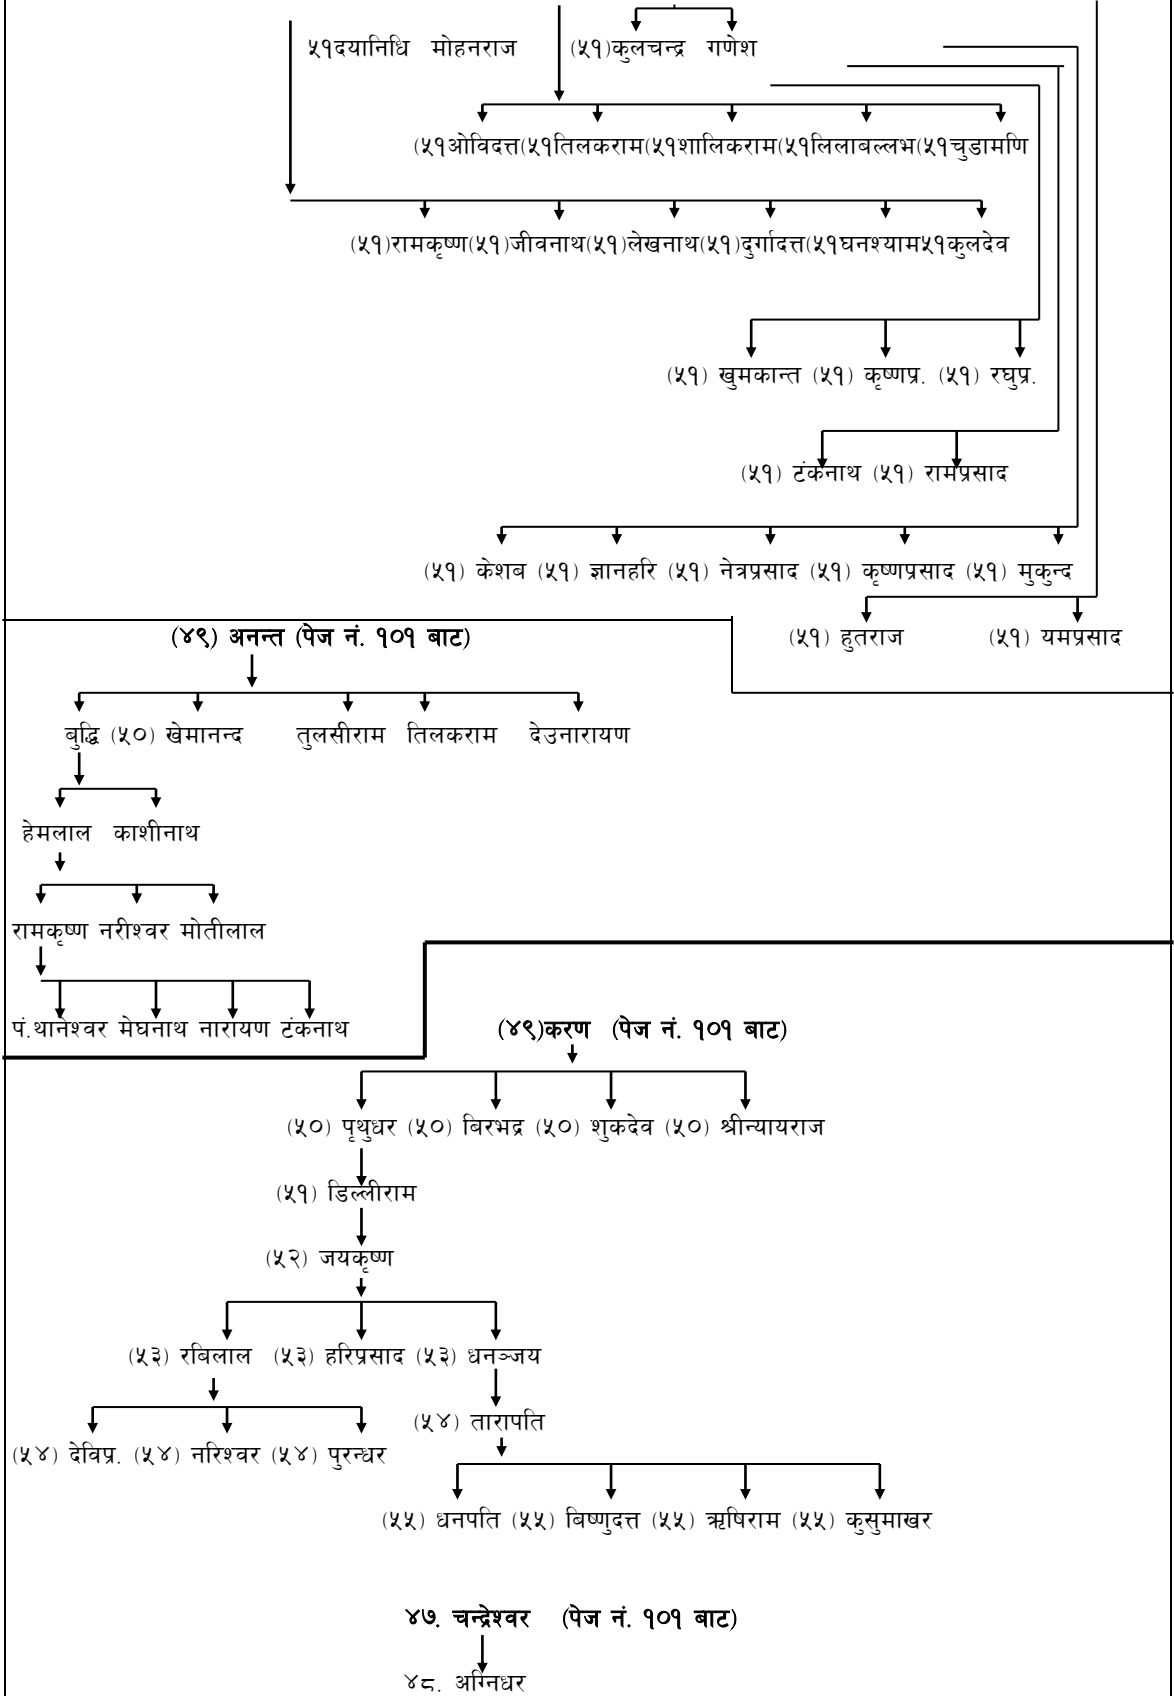 ५१दयानिधि मोहनराज (५१)कुलचन्द्र गणेश
(५१ओविदत्त(५१तिलकराम(५१शालिकराम(५१लिलाबल्लभ(५१चुडामणि
(५१)रामकृष्ण(५१)जीवनाथ(५१)लेखनाथ(५१)दुर्गादत्त(५१घनश्याम५१कुलदेव
(५१) खुमकान्त (५१) कृष्णप्र. (५१) रघुप्र.
(५१) टंकनाथ (५१) रामप्रसाद
(५१) केशब (५१) ज्ञानहरि (५१) नेत्रप्रसाद (५१) कृष्णप्रसाद (५१) मुकुन्द
(५१) हुतराज (५१) यमप्रसाद
(४९) अनन्त (पेज नं. १०१ बाट)
बुद्धि (५०) खेमानन्द तुलसीराम तिलकराम देउनारायण
हेमलाल काशीनाथ
रामकृष्ण नरीश्वर मोतीलाल
पं.थानेश्वर मेघनाथ नारायण टंकनाथ
(४९)करण (पेज नं. १०१ बाट)
(५०) पृथुधर (५०) बिरभद्र (५०) शुकदेव (५०) श्रीन्यायराज
(५१) डिल्लीराम
(५२) जयकृष्ण
(५३) रबिलाल (५३) हरिप्रसाद (५३) धनञ्जय
(५४) तारापति
(५४) देविप्र. (५४) नरिश्वर (५४) पुरन्धर
(५५) धनपति (५५) बिष्णुदत्त (५५) ऋषिराम (५५) कुसुमाखर
४७. चन्द्रेश्वर (पेज नं. १०१ बाट)
४८. अग्निधर